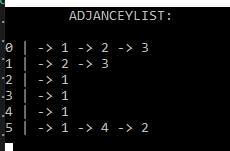 ADJANCEYLIST:
0 | -> 1 -> 2 -> 3
1 | -> 2 -> 3
2 | -> 1
3 | -> 1
4 | -> 1
5 | -> 1 -> 4 -> 2